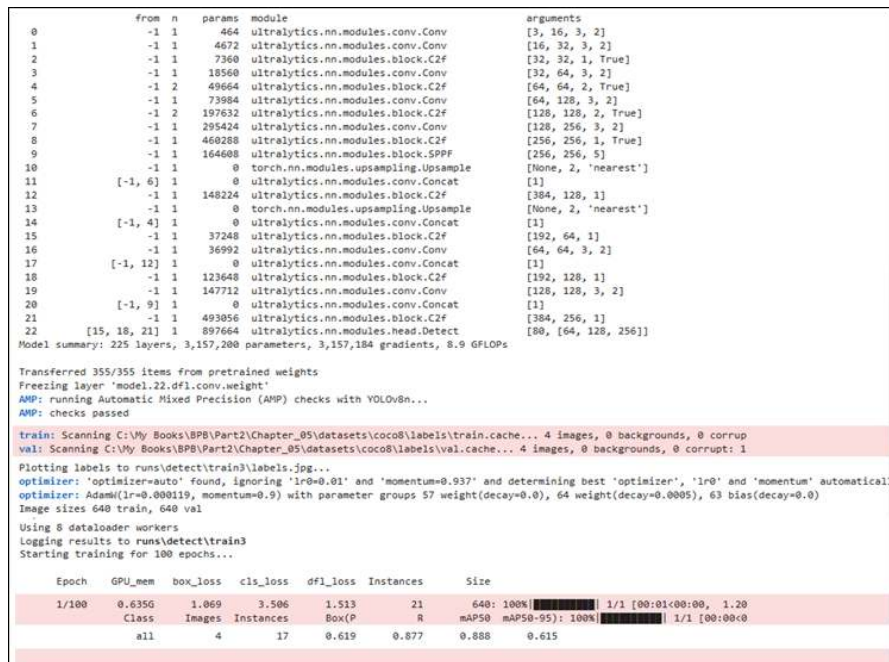 from n params module arguments
0 -1 1 464 ultralytics.nn.modules.conv.Conv [3, 16, 3, 2]
1 -1 1 4672 ultralytics.nn.modules.conv.Conv [16, 32, 3, 2]
2 -1 1 7360 ultralytics.nn.modules.block.C2f [32, 32, 1, True]
3 -1 1 18560 ultralytics.nn.modules.conv.Conv [32, 64, 3, 2]
4 -1 2 49664 ultralytics.nn.modules.block.C2f [64, 64, 2, True]
5 -1 1 73984 ultralytics.nn.modules.conv.Conv [64, 128, 3, 2]
6 -1 2 197632 ultralytics.nn.modules.block.C2f [128, 128, 2, True]
7 -1 1 295424 ultralytics.nn.modules.conv.Conv [128, 256, 3, 2]
8 -1 1 460288 ultralytics.nn.modules.block.C2f [256, 256, 1, True]
9 -1 1 164608 ultralytics.nn.modules.block.SPPF [256, 256, 5]
10 -1 1 0 torch.nn.modules.upsampling.Upsample [None, 2, 'nearest']
11 [-1, 6] 1 0 ultralytics.nn.modules.conv.Concat [1]
12 -1 1 148224 ultralytics.nn.modules.block.C2f [384, 128, 1]
13 -1 1 0 torch.nn.modules.upsampling.Upsample [None, 2, 'nearest']
14 [-1, 4] 1 0 ultralytics.nn.modules.conv.Concat [1]
15 -1 1 37248 ultralytics.nn.modules.block.C2f [192, 64, 1]
16 -1 1 36992 ultralytics.nn.modules.conv.Conv [64, 64, 3, 2]
17 [-1, 12] 1 0 ultralytics.nn.modules.conv.Concat [1]
18 -1 1 123648 ultralytics.nn.modules.block.C2f [192, 128, 1]
19 -1 1 147712 ultralytics.nn.modules.conv.Conv [128, 128, 3, 2]
20 [-1, 9] 1 0 ultralytics.nn.modules.conv.Concat [1]
21 -1 1 493056 ultralytics.nn.modules.block.C2f [384, 256, 1]
22 [15, 18, 21] 1 897664 ultralytics.nn.modules.head.Detect [80, [64, 128, 256]]
Model summary: 225 layers, 3,157,200 parameters, 3,157,184 gradients, 8.9 GFLOPs
Transferred 355/355 items from pretrained weights
Freezing layer 'model.22.dfl.conv.weight'
AMP: running Automatic Mixed Precision (AMP) checks with YOLOv8n...
AMP: checks passed
train: Scanning C:\My Books\BPB\Part2\Chapter_05\datasets\coco8\labels\train.cache... 4 images, 0 backgrounds, 0 corrup
val: Scanning C:\My Books\BPB\Part2\Chapter_05\datasets\coco8\labels\val.cache... 4 images, 0 backgrounds, 0 corrupt: 1
Plotting labels to runs\detect\train3\labels.jpg...
optimizer: 'optimizer=auto' found, ignoring 'lr0=0.01' and 'momentum=0.937' and determining best 'optimizer', 'lr0' and 'momentum' automatical
optimizer: AdamW(lr=0.000119, momentum=0.9) with parameter groups 57 weight(decay=0.0), 64 weight(decay=0.0005), 63 bias(decay=0.0)
Image sizes 640 train, 640 val
Using 8 dataloader workers
Logging results to runs\detect\train3
Starting training for 100 epochs...
Epoch GPU_mem box_loss cls_loss dfl_loss Instances Size
1/100 0.635G 1.069 3.506 1.513 21 640: 100%|██████████| 1/1 [00:01<00:00, 1.20
Class Images Instances Box(P R mAP50 mAP50-95): 100%|██████████| 1/1 [00:00<0
all 4 17 0.619 0.877 0.888 0.615